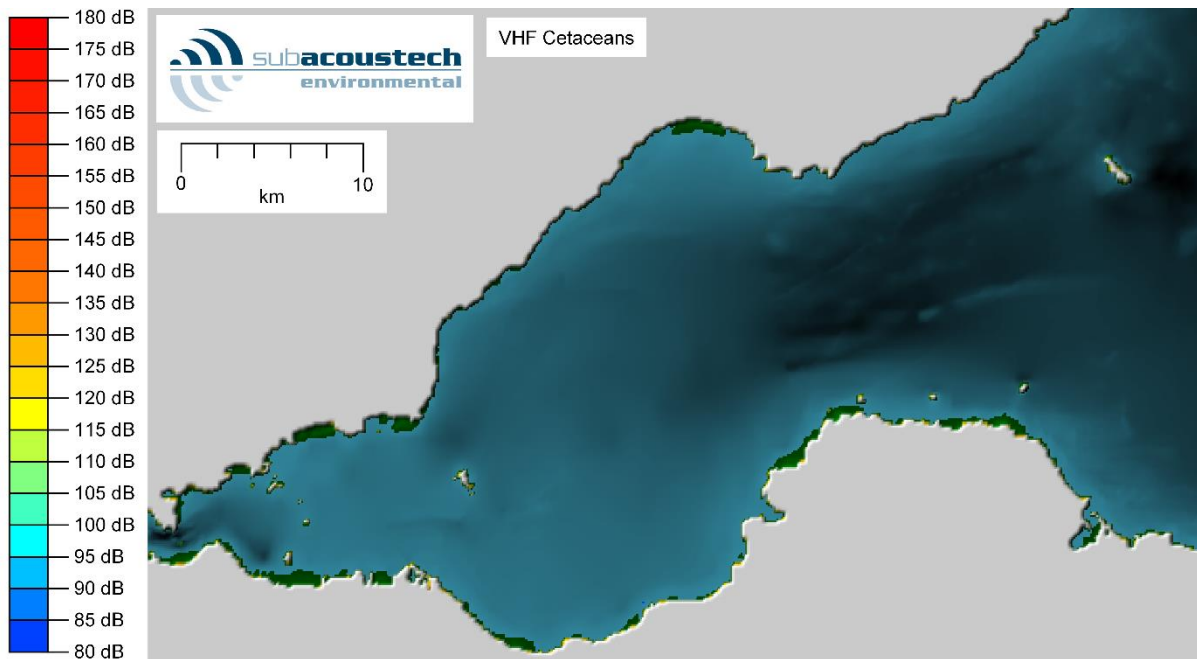 180 dB
175 dB
170 dB
165 dB
160 dB
155 dB
150 dB
145 dB
140 dB
135 dB
130 dB
125 dB
120 dB
115 dB
110 dB
105 dB
100 dB
95 dB
90 dB
85 dB
80 dB
subacoustech
environmental
VHF Cetaceans
0 10
km